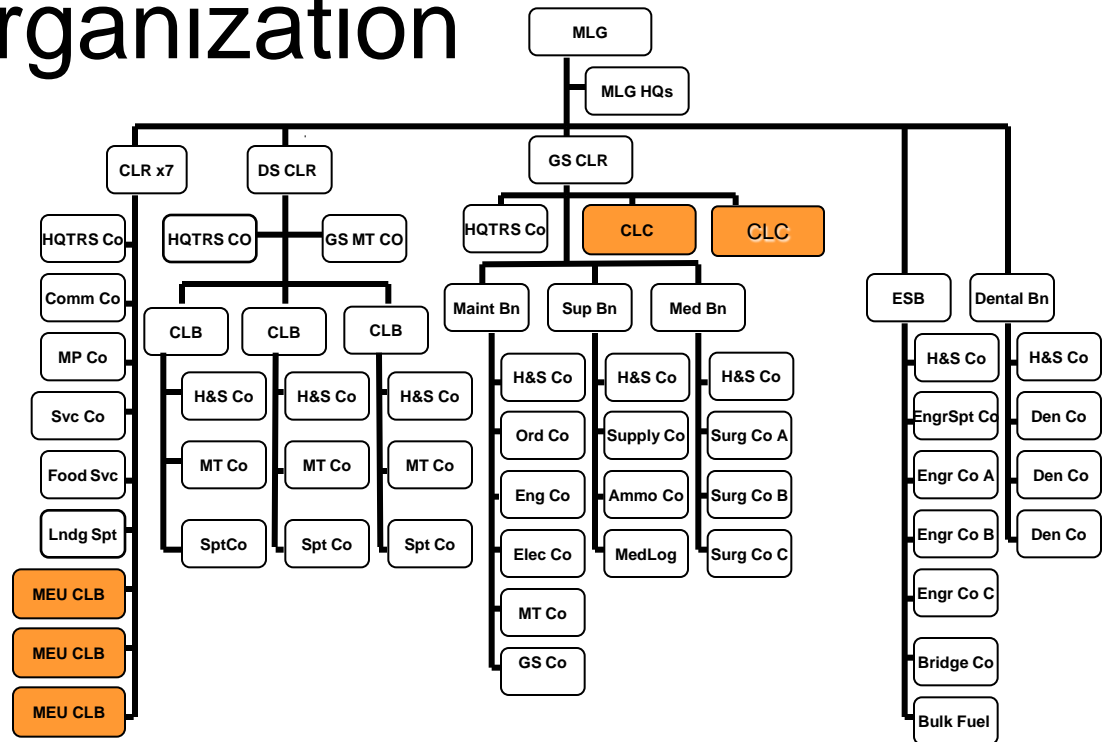 rganization
MLG
MLG HQs
CLR x7
DS CLR
GS CLR
HQTRS Co
HQTRS CO
GS MT CO
HQTRS Co
CLC
CLC
Comm Co
MP Co
Svc Co
Food Svc
Lndg Spt
MEU CLB
MEU CLB
MEU CLB
CLB
CLB
CLB
H&S Co
H&S Co
H&S Co
MT Co
MT Co
MT Co
SptCo
Spt Co
Spt Co
Maint Bn
Sup Bn
Med Bn
H&S Co
H&S Co
H&S Co
Ord Co
Supply Co
Surg Co A
Eng Co
Ammo Co
Surg Co B
Elec Co
MedLog
Surg Co C
MT Co
GS Co
ESB
Dental Bn
H&S Co
H&S Co
EngrSpt Co
Den Co
Engr Co A
Den Co
Engr Co B
Den Co
Engr Co C
Bridge Co
Bulk Fuel